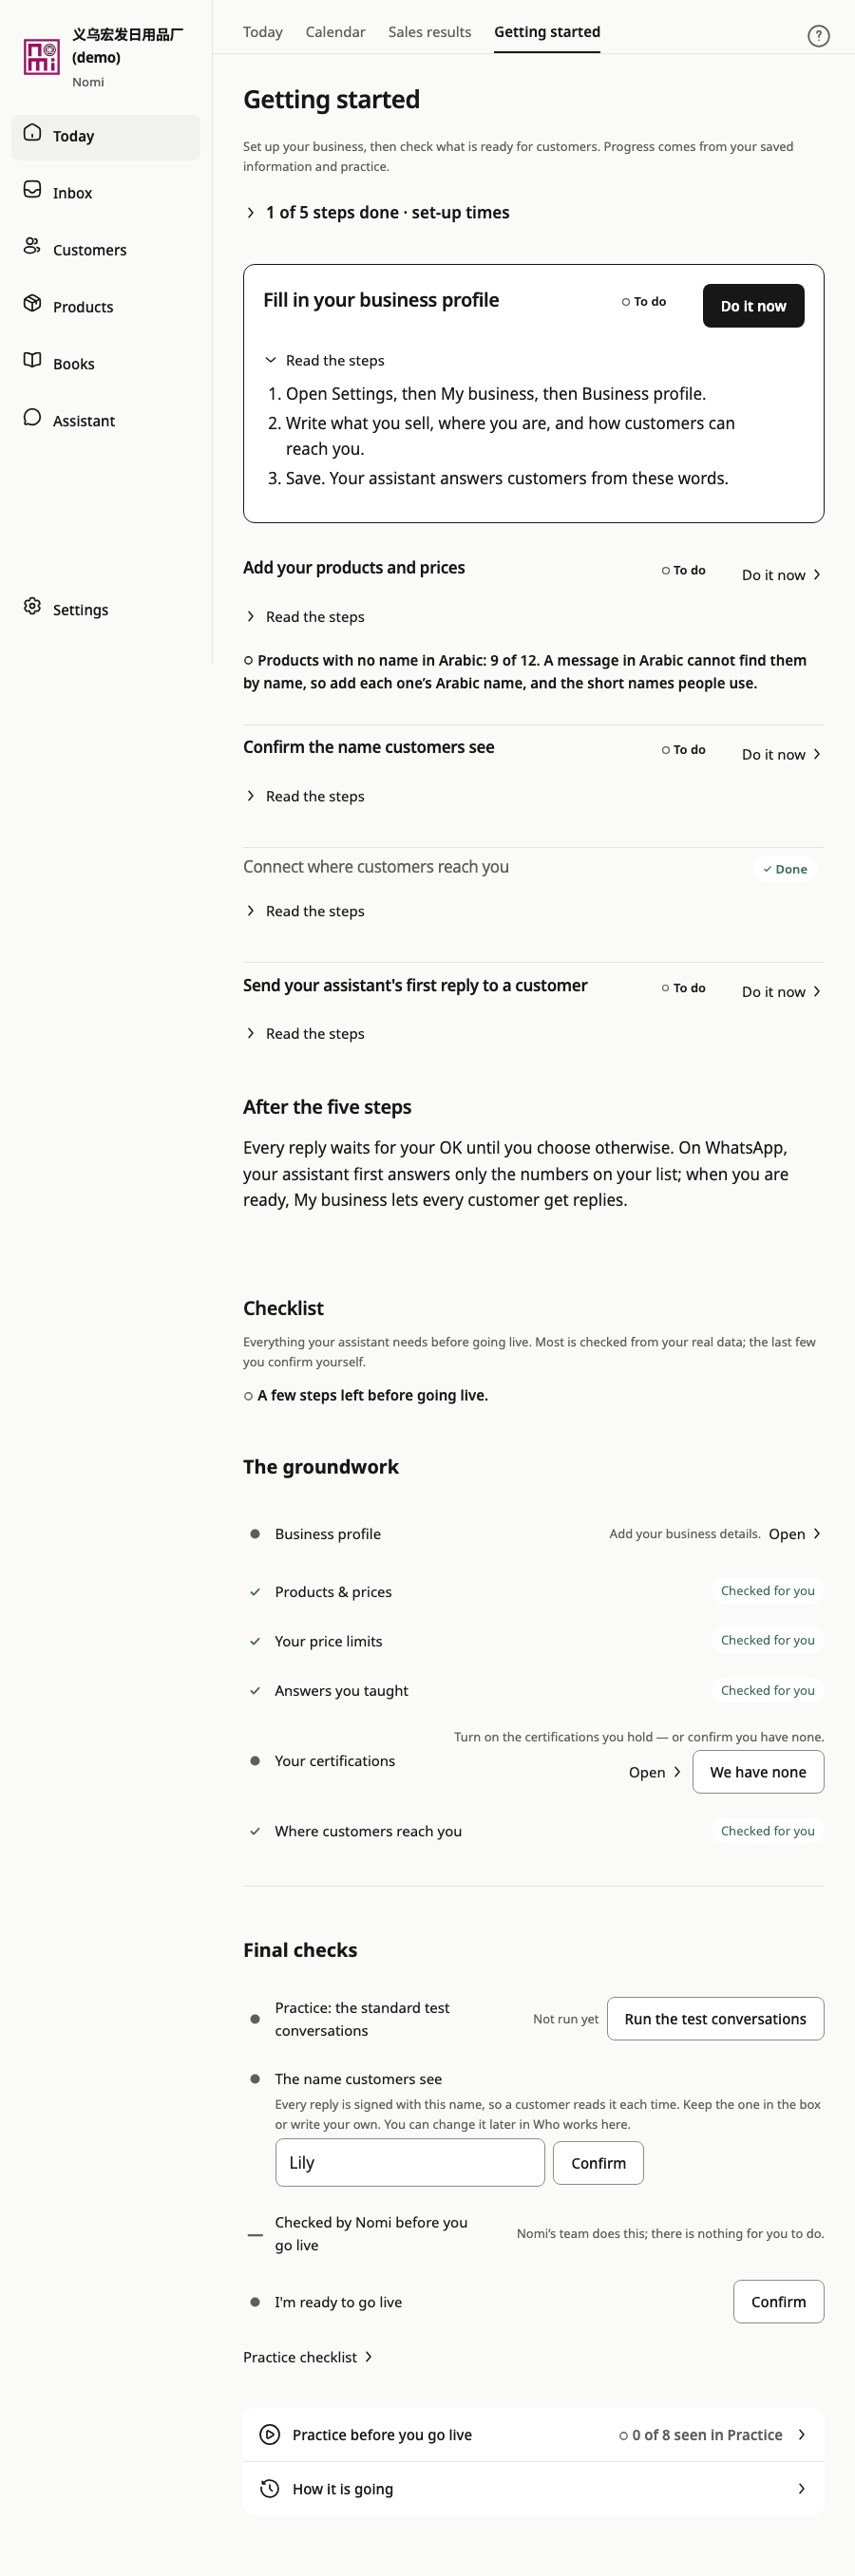 义乌宏发日用品厂
(demo)
Nomi
Today
Inbox
Customers
Products
Books
Assistant
Settings
Today
Calendar
Sales results
Getting started
Getting started
Set up your business, then check what is ready for customers. Progress comes from your saved
information and practice.
1 of 5 steps done · set-up times
Fill in your business profile
To do
Do it now
Read the steps
1. Open Settings, then My business, then Business profile.
2. Write what you sell, where you are, and how customers can
reach you.
3. Save. Your assistant answers customers from these words.
Add your products and prices
To do
Do it now
Read the steps
Products with no name in Arabic: 9 of 12. A message in Arabic cannot find them
by name, so add each one’s Arabic name, and the short names people use.
Confirm the name customers see
To do
Do it now
Read the steps
Connect where customers reach you
Done
Read the steps
Send your assistant's first reply to a customer
To do
Do it now
Read the steps
After the five steps
Every reply waits for your OK until you choose otherwise. On WhatsApp,
your assistant first answers only the numbers on your list; when you are
ready, My business lets every customer get replies.
Checklist
Everything your assistant needs before going live. Most is checked from your real data; the last few
you confirm yourself.
A few steps left before going live.
The groundwork
Business profile
Add your business details.
Open
Products & prices
Checked for you
Your price limits
Checked for you
Answers you taught
Checked for you
Turn on the certifications you hold — or confirm you have none.
Your certifications
Open
We have none
Where customers reach you
Checked for you
Final checks
Practice: the standard test
conversations
Not run yet
Run the test conversations
The name customers see
Every reply is signed with this name, so a customer reads it each time. Keep the one in the box
or write your own. You can change it later in Who works here.
Lily
Confirm
Checked by Nomi before you
go live
Nomi’s team does this; there is nothing for you to do.
I'm ready to go live
Confirm
Practice checklist
Practice before you go live
0 of 8 seen in Practice
How it is going